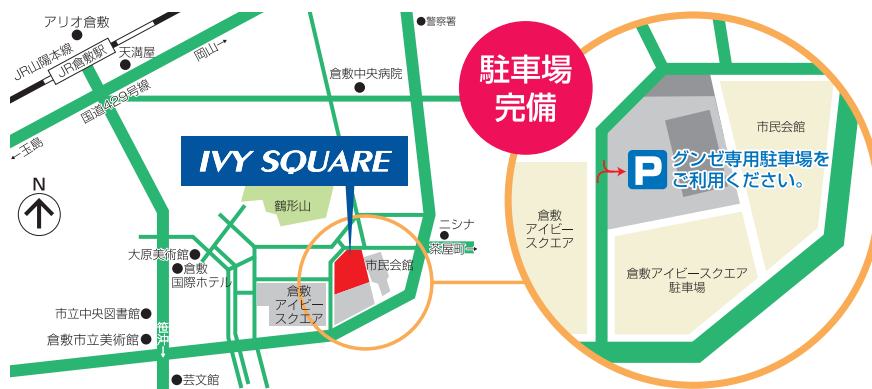 アリオ倉敷
JR山陽本線
JR倉敷駅
天満屋
岡山→
国道429号線
←玉島
警察署
倉敷中央病院
N
IVY SQUARE
鶴形山
ニシナ
茶屋町→
大原美術館
倉敷
国際ホテル
市民会館
倉敷
アイビー
スクエア
市立中央図書館
倉敷市立美術館
笹沖
↓
芸文館
駐車場
完備
市民会館
P
グンゼ専用駐車場を
ご利用ください。
倉敷
アイビー
スクエア
倉敷アイビースクエア
駐車場